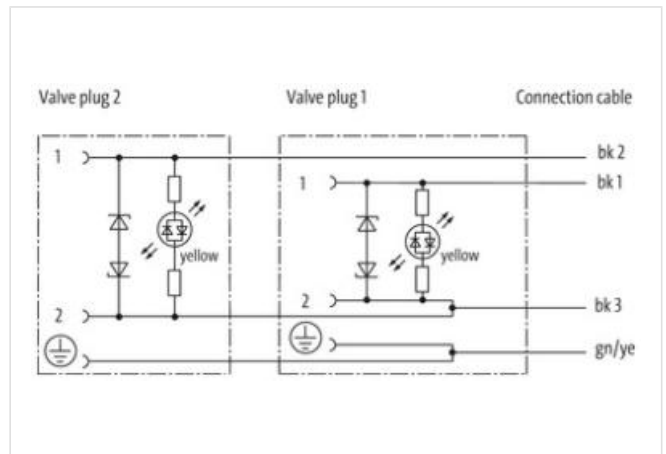 Valve plug 2
Valve plug 1
Connection cable
1
bk 2
1
bk 1
yellow
yellow
2
2
bk 3
gn/ye